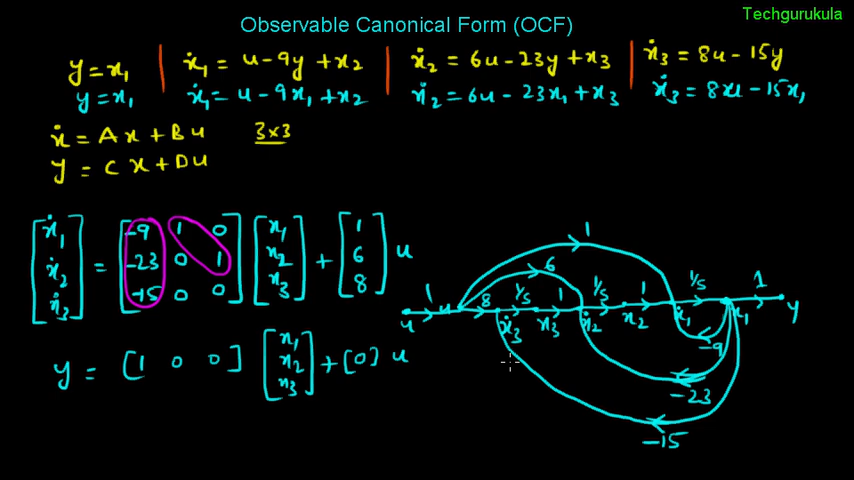 Techgurukula
Observable Canonical Form (OCF)
y = x₁ | ẋ₁ = u - 9y + x₂ | ẋ₂ = 6u - 23y + x₃ | ẋ₃ = 8u - 15y
y = x₁ ẋ₁ = u - 9x₁ + x₂ ẋ₂ = 6u - 23x₁ + x₃ ẋ₃ = 8u - 15x₁
ẋ = Ax + Bu 3x3
y = Cx + Du
[ẋ₁ ẋ₂ ẋ₃] = [-9 1 0 -23 0 1 -15 0 0] [x₁ x₂ x₃] + [1 6 8] u
y = [1 0 0] [x₁ x₂ x₃] + [0] u
1
6
1 8 1/s 1 1/s 1 1/s 1
u u ẋ₃ x₃ ẋ₂ x₂ ẋ₁ x₁ y
-9
-23
-15